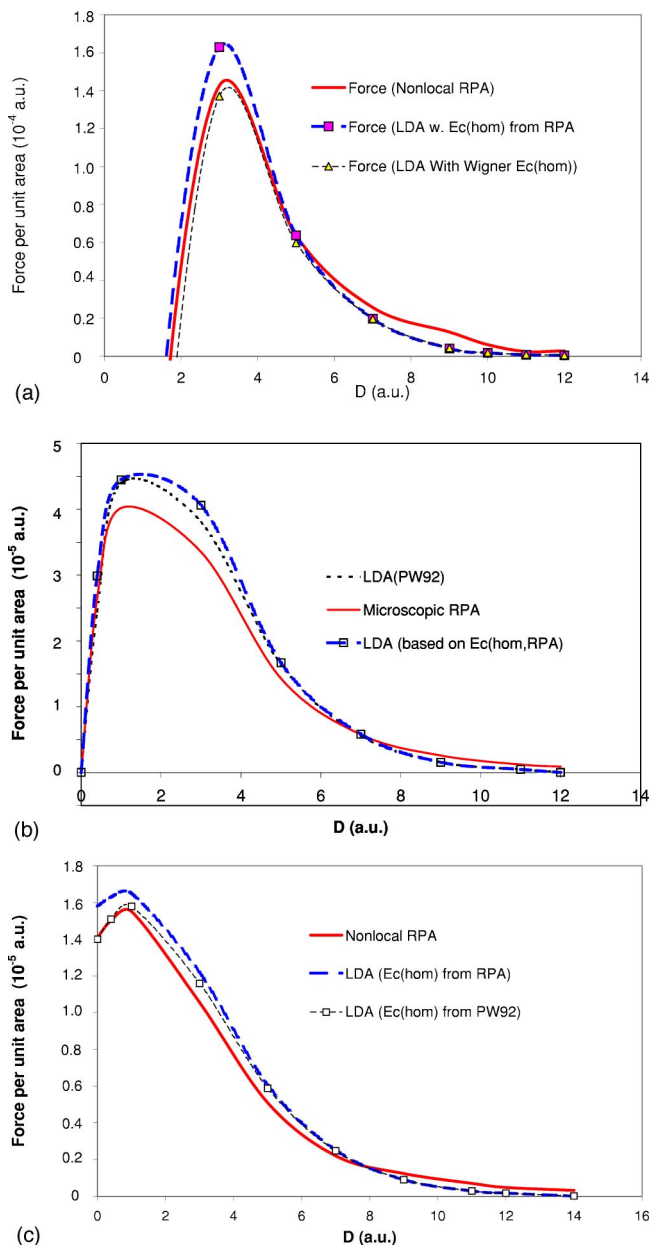 (a)
Force per unit area (10⁻⁴ a.u.)
1.6
1.4
1.2
1
0.8
0.6
0.4
0.2
0
Force (Nonlocal RPA)
Force (LDA w. Ec(hom) from RPA
Force (LDA With Wigner Ec(hom))
0 2 4 6 8 10 12 14
D (a.u.)
(b)
Force per unit area (10⁻⁵ a.u.)
5
4
3
2
1
0
LDA(PW92)
Microscopic RPA
LDA (based on Ec(hom,RPA)
0 2 4 6 8 10 12 14
D (a.u.)
(c)
Force per unit area (10⁻⁵ a.u.)
1.8
1.6
1.4
1.2
1
0.8
0.6
0.4
0.2
0
Nonlocal RPA
LDA (Ec(hom) from RPA)
LDA (Ec(hom) from PW92)
0 2 4 6 8 10 12 14 16
D (a.u.)